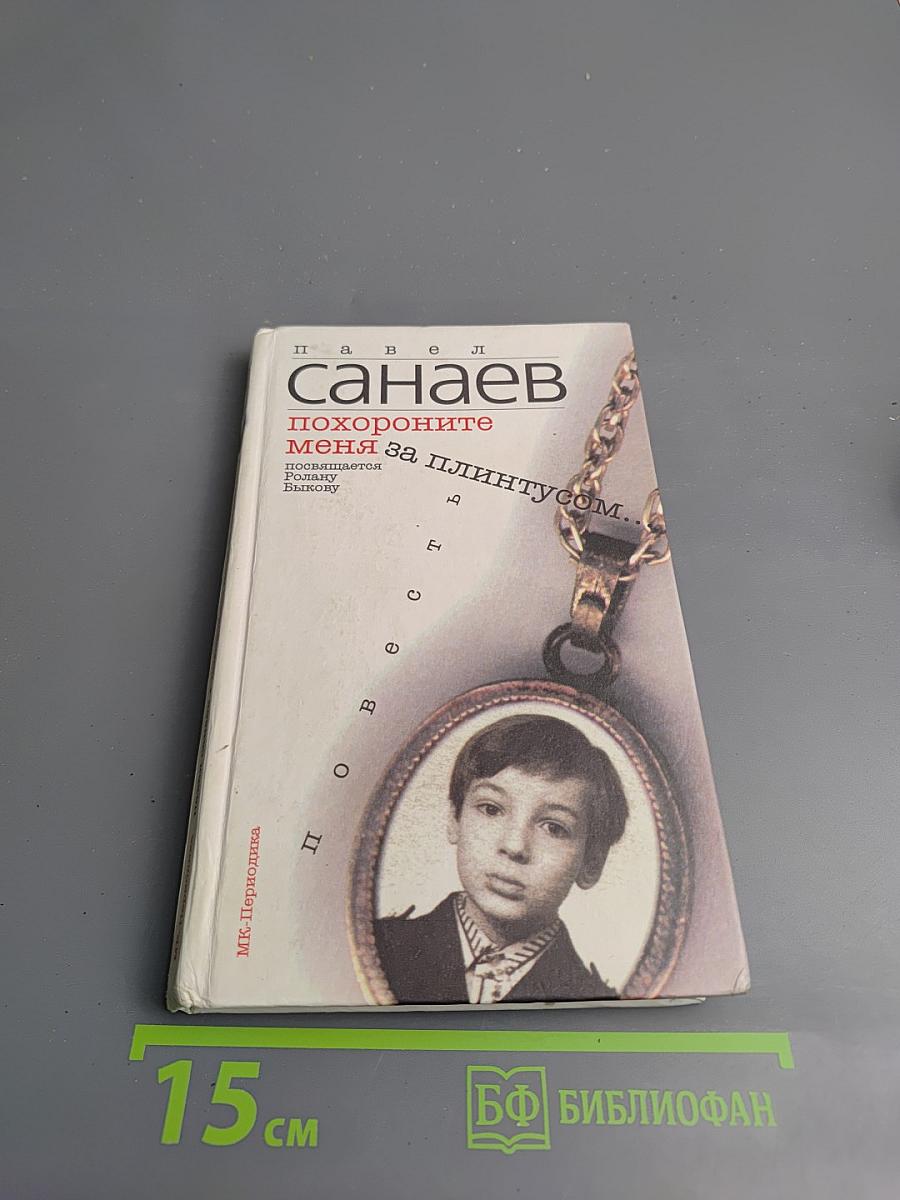 павел
САНАЕВ
похороните
меня за плинтусом...
посвящается
Ролану
Быкову
повесть
МК-Периодика
15 см
БФ БИБЛИОФАН